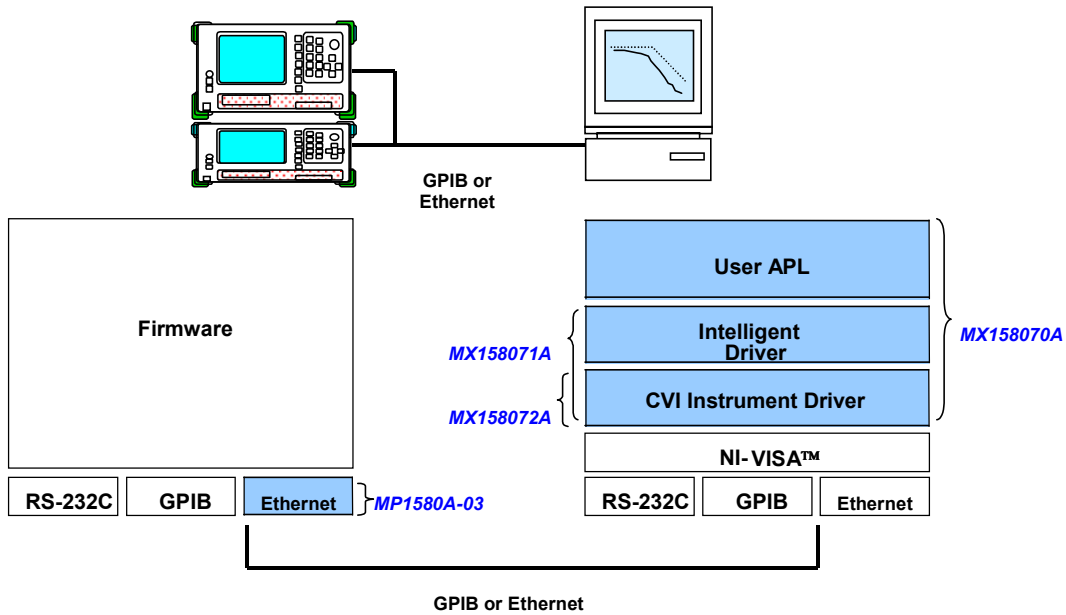 GPIB or
Ethernet
Firmware
User APL
Intelligent
Driver
CVI Instrument Driver
NI-VISA™
MX158071A
MX158072A
MX158070A
RS-232C
GPIB
Ethernet
MP1580A-03
RS-232C
GPIB
Ethernet
GPIB or Ethernet